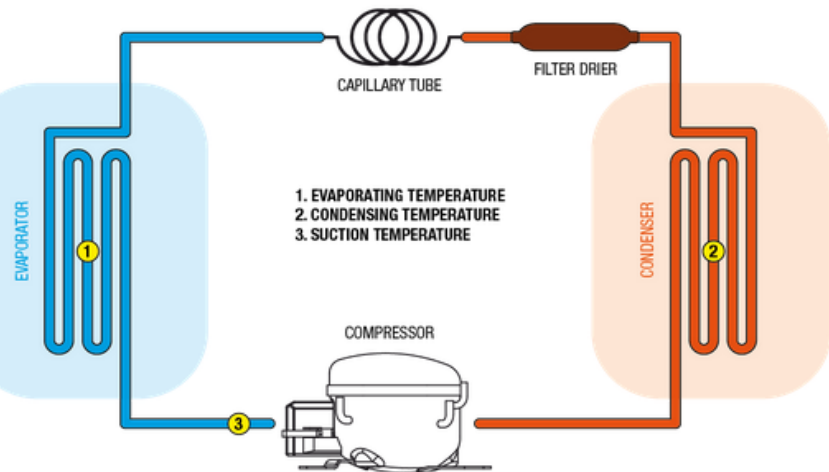 CAPILLARY TUBE
FILTER DRIER
EVAPORATOR
1
1. EVAPORATING TEMPERATURE
2. CONDENSING TEMPERATURE
3. SUCTION TEMPERATURE
CONDENSER
2
COMPRESSOR
3